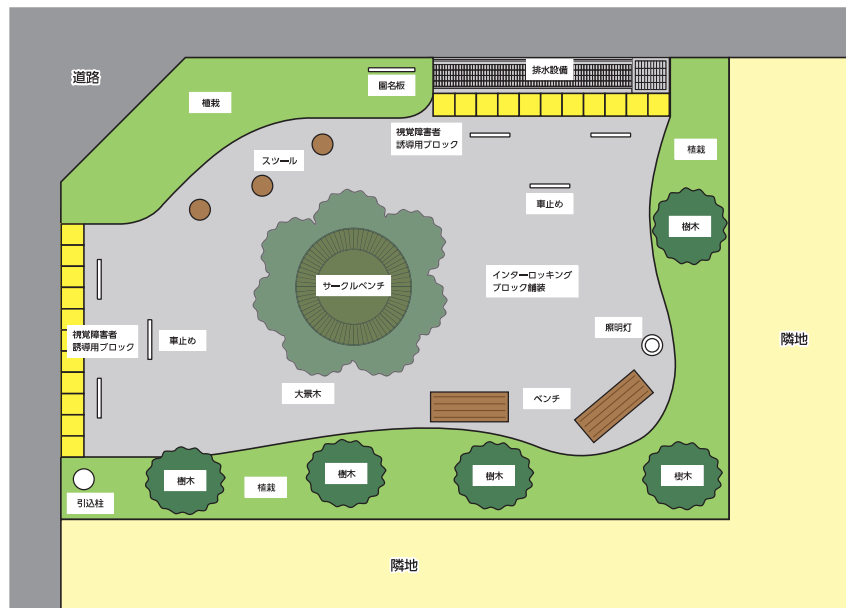 道路
園名板
排水設備
植栽
視覚障害者
誘導用ブロック
スツール
植栽
車止め
樹木
インターロッキング
ブロック舗装
サークルベンチ
照明灯
視覚障害者
誘導用ブロック
車止め
隣地
大景木
ベンチ
樹木
樹木
樹木
樹木
植栽
引込柱
隣地